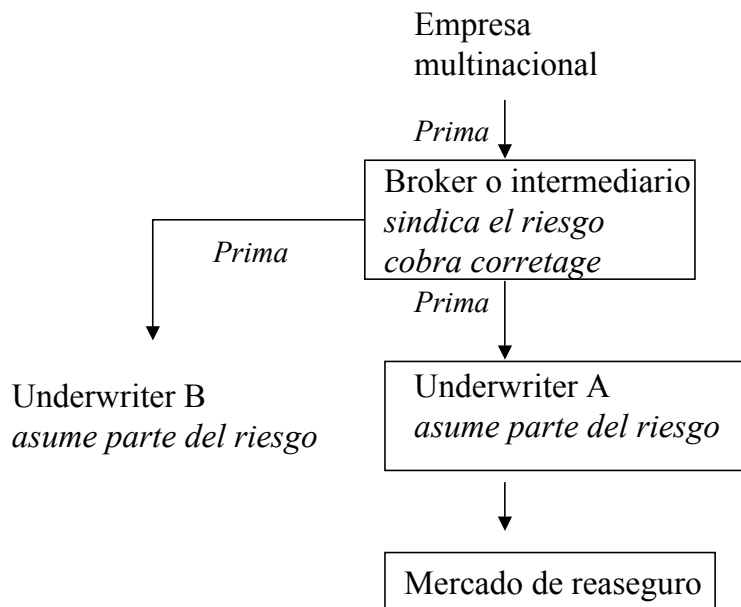 Empresa
multinacional
Prima
Broker o intermediario
sindica el riesgo
cobra corretage
Prima
Prima
Underwriter B
asume parte del riesgo
Underwriter A
asume parte del riesgo
Mercado de reaseguro